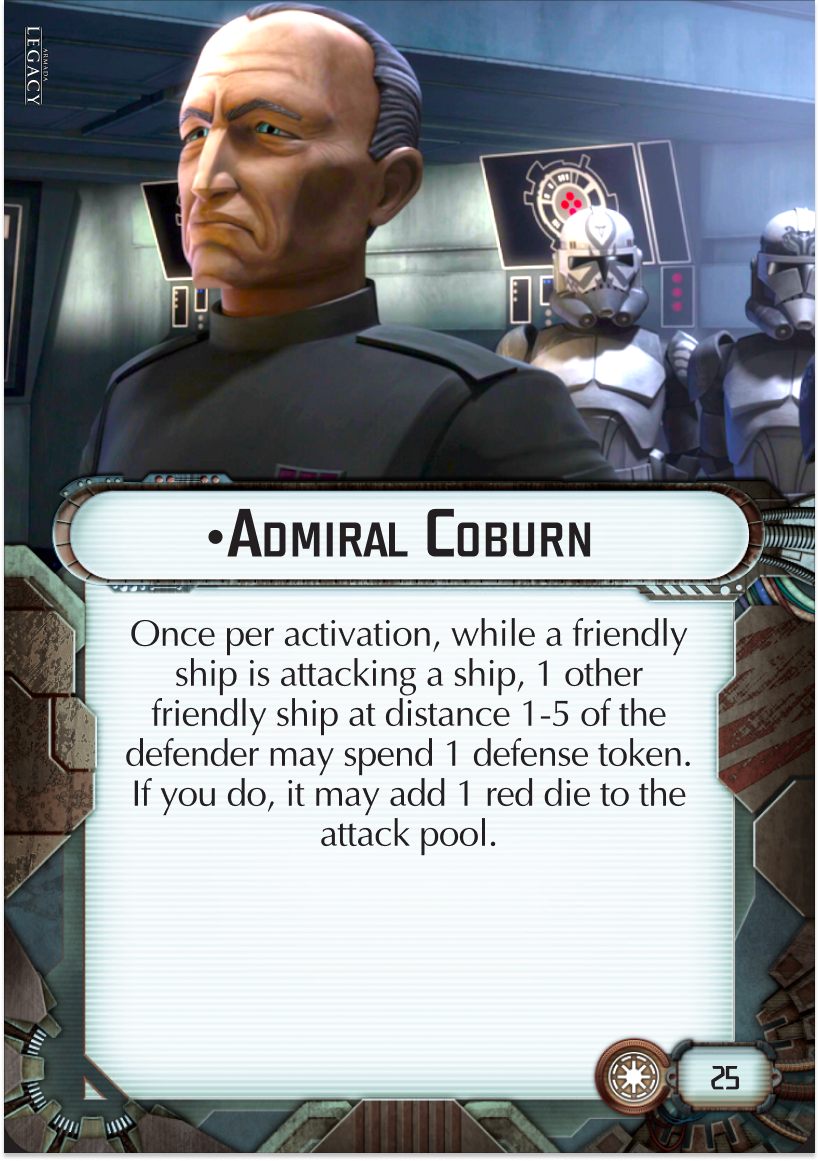 ARMADA
LEGACY
•ADMIRAL COBURN
Once per activation, while a friendly
ship is attacking a ship, 1 other
friendly ship at distance 1-5 of the
defender may spend 1 defense token.
If you do, it may add 1 red die to the
attack pool.
25